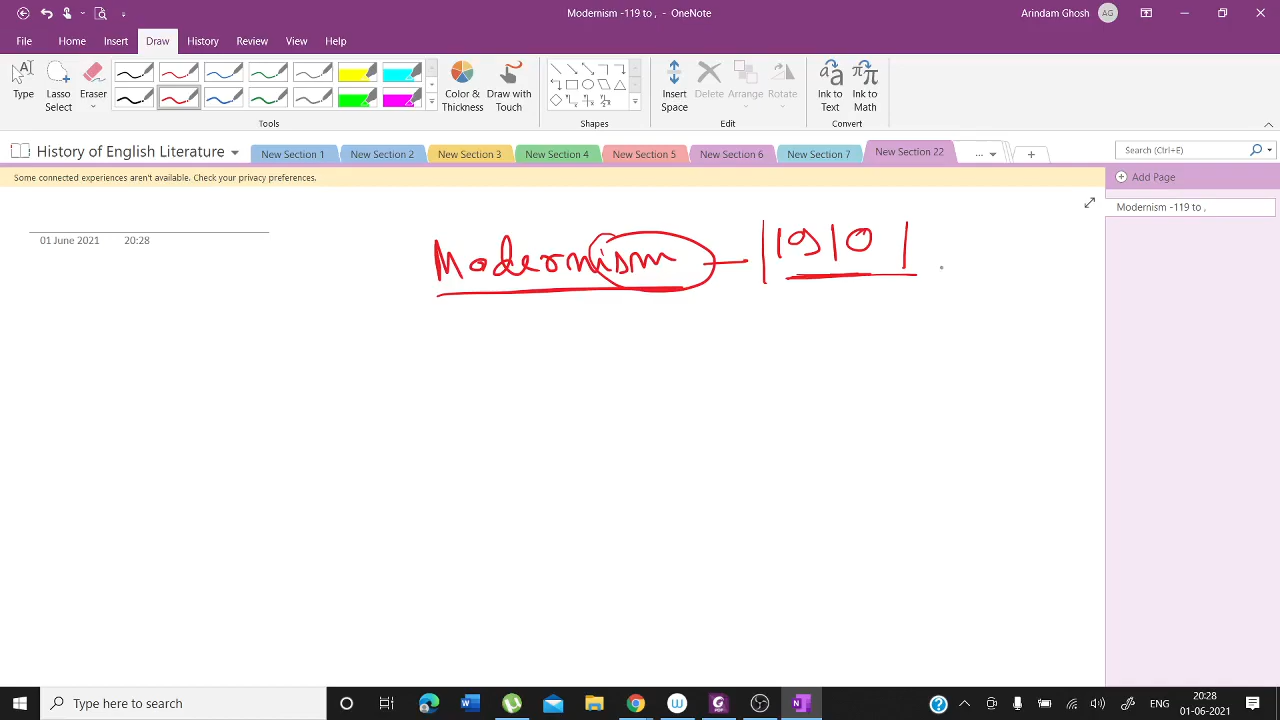 Modernism -119 to , - OneNote
Arindam Ghosh AG
File Home Insert Draw History Review View Help
Type Lasso Select Eraser Color & Thickness Draw with Touch Insert Space Delete Arrange Rotate Ink to Text Ink to Math
Tools Shapes Edit Convert
History of English Literature New Section 1 New Section 2 New Section 3 New Section 4 New Section 5 New Section 6 New Section 7 New Section 22 ... + Search (Ctrl+E)
Some connected experiences aren't available. Check your privacy preferences.
Add Page
Modernism -119 to ,
01 June 2021 20:28
Modernism — |1910|
Type here to search
ENG
20:28
01-06-2021